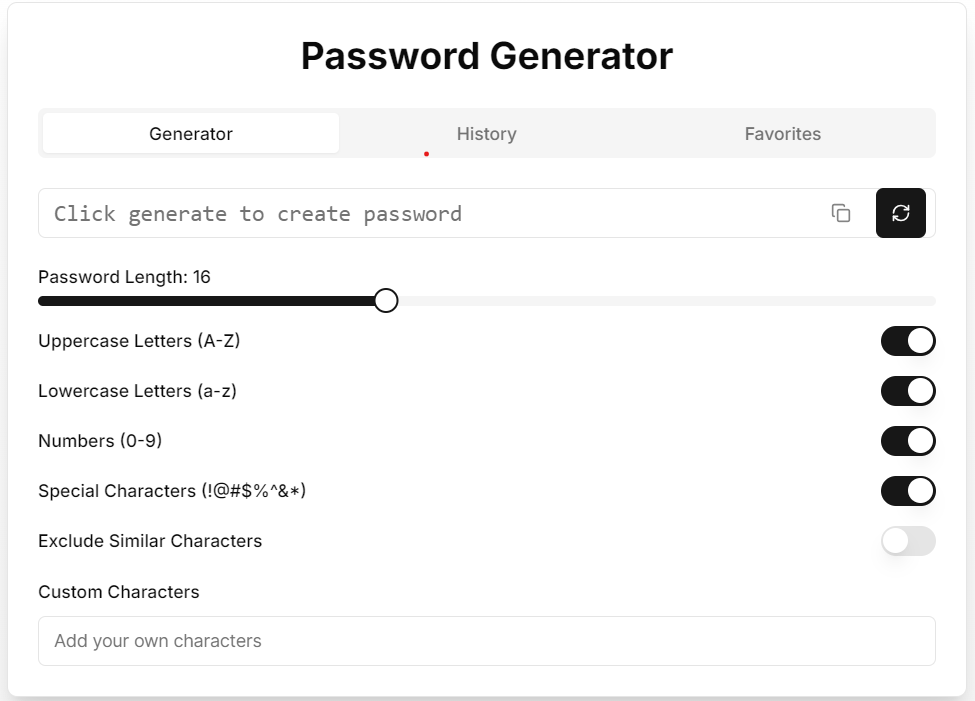 Password Generator
Generator
History
Favorites
Click generate to create password
Password Length: 16
Uppercase Letters (A-Z)
Lowercase Letters (a-z)
Numbers (0-9)
Special Characters (!@#$%^&*)
Exclude Similar Characters
Custom Characters
Add your own characters